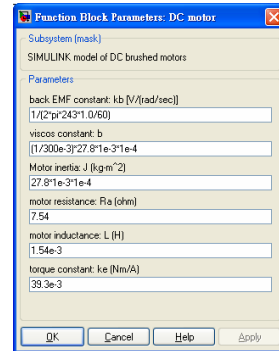 Function Block Parameters: DC motor
Subsystem (mask)
SIMULINK model of DC brushed motors
Parameters
back EMF constant: kb [V/(rad/sec)]
1/(2*pi*243*1.0/60)
viscos constant: b
(1/300e-3)*27.8*1e-3*1e-4
Motor inertia: J (kg-m^2)
27.8*1e-3*1e-4
motor resistance: Ra (ohm)
7.54
motor inductance: L (H)
1.54e-3
torque constant: ke (Nm/A)
39.3e-3
OK Cancel Help Apply